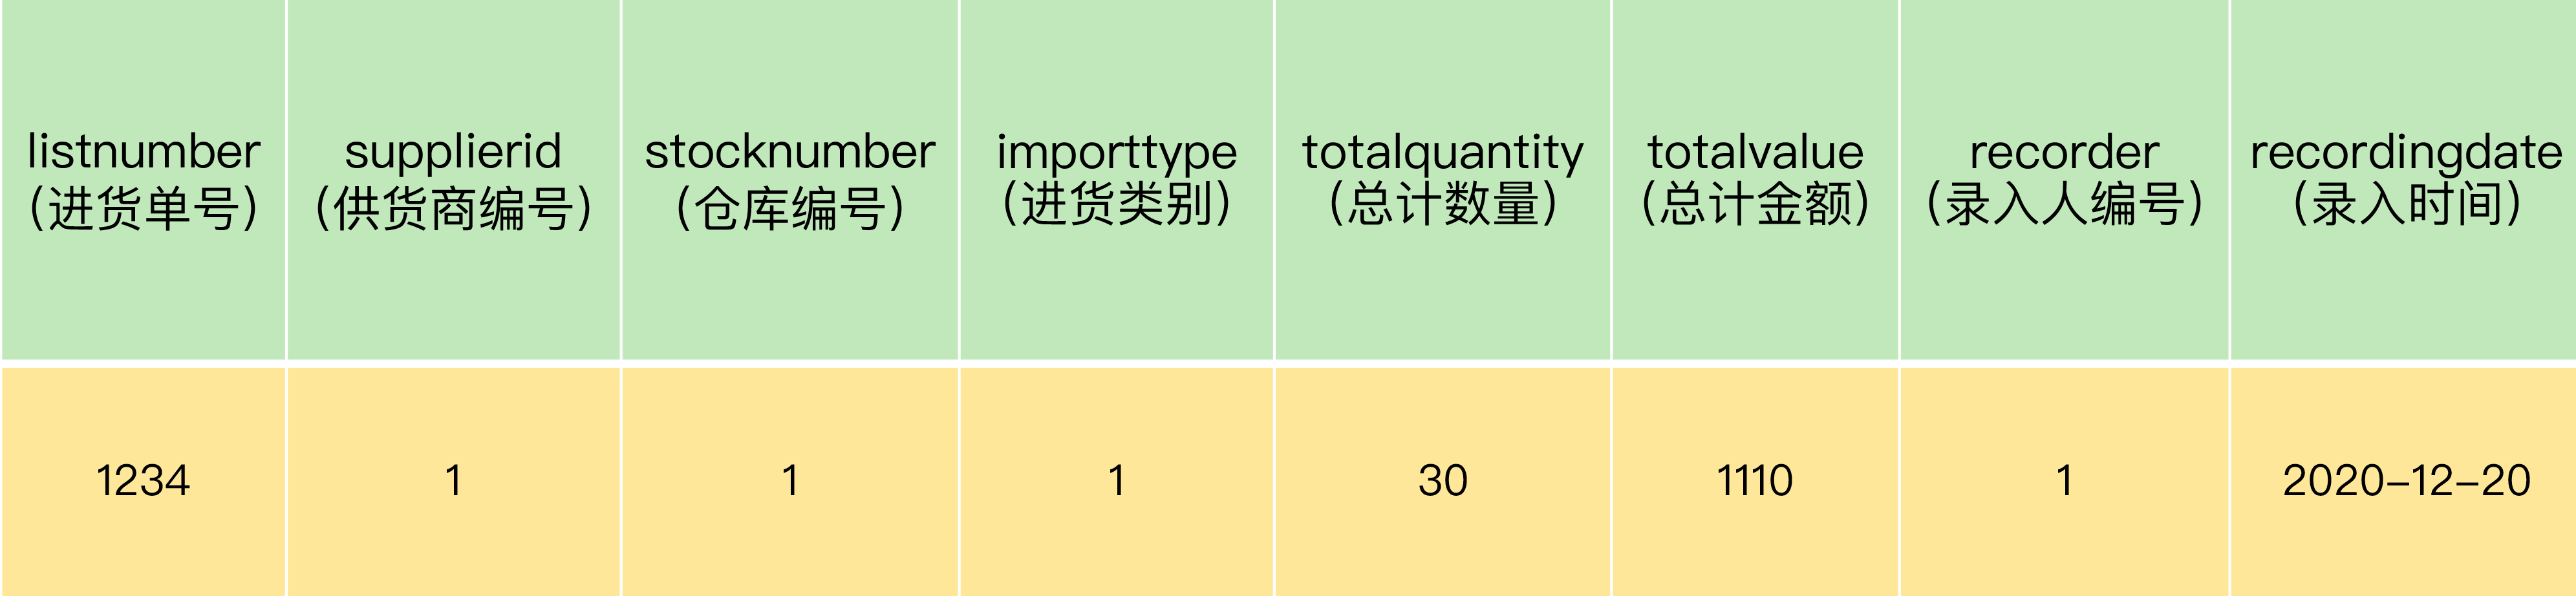 listnumber
（进货单号）
supplierid
（供货商编号）
stocknumber
（仓库编号）
importtype
（进货类别）
totalquantity
（总计数量）
totalvalue
（总计金额）
recorder
（录入人编号）
recordingdate
（录入时间）
1234
1
1
1
30
1110
1
2020-12-20